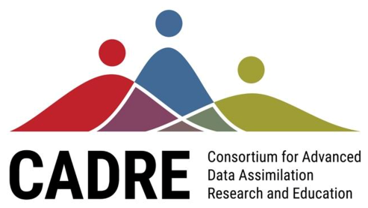 CADRE
Consortium for Advanced
Data Assimilation
Research and Education